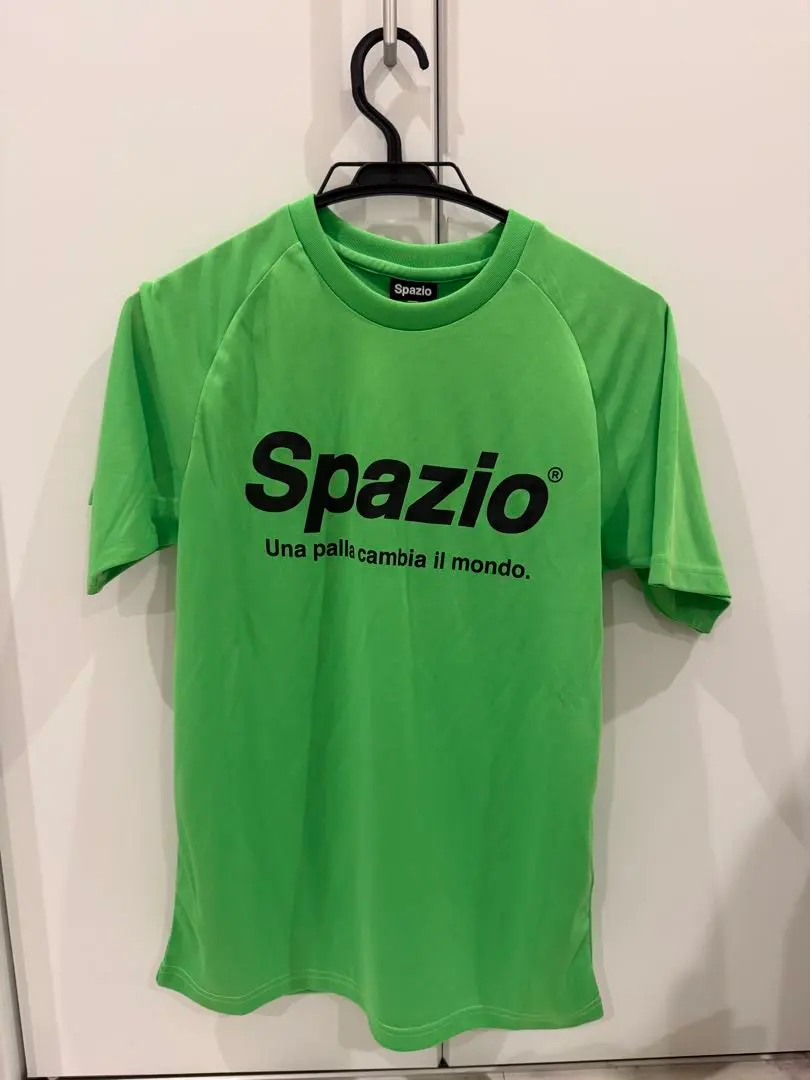 Spazio
Spazio®
Una palla cambia il mondo.